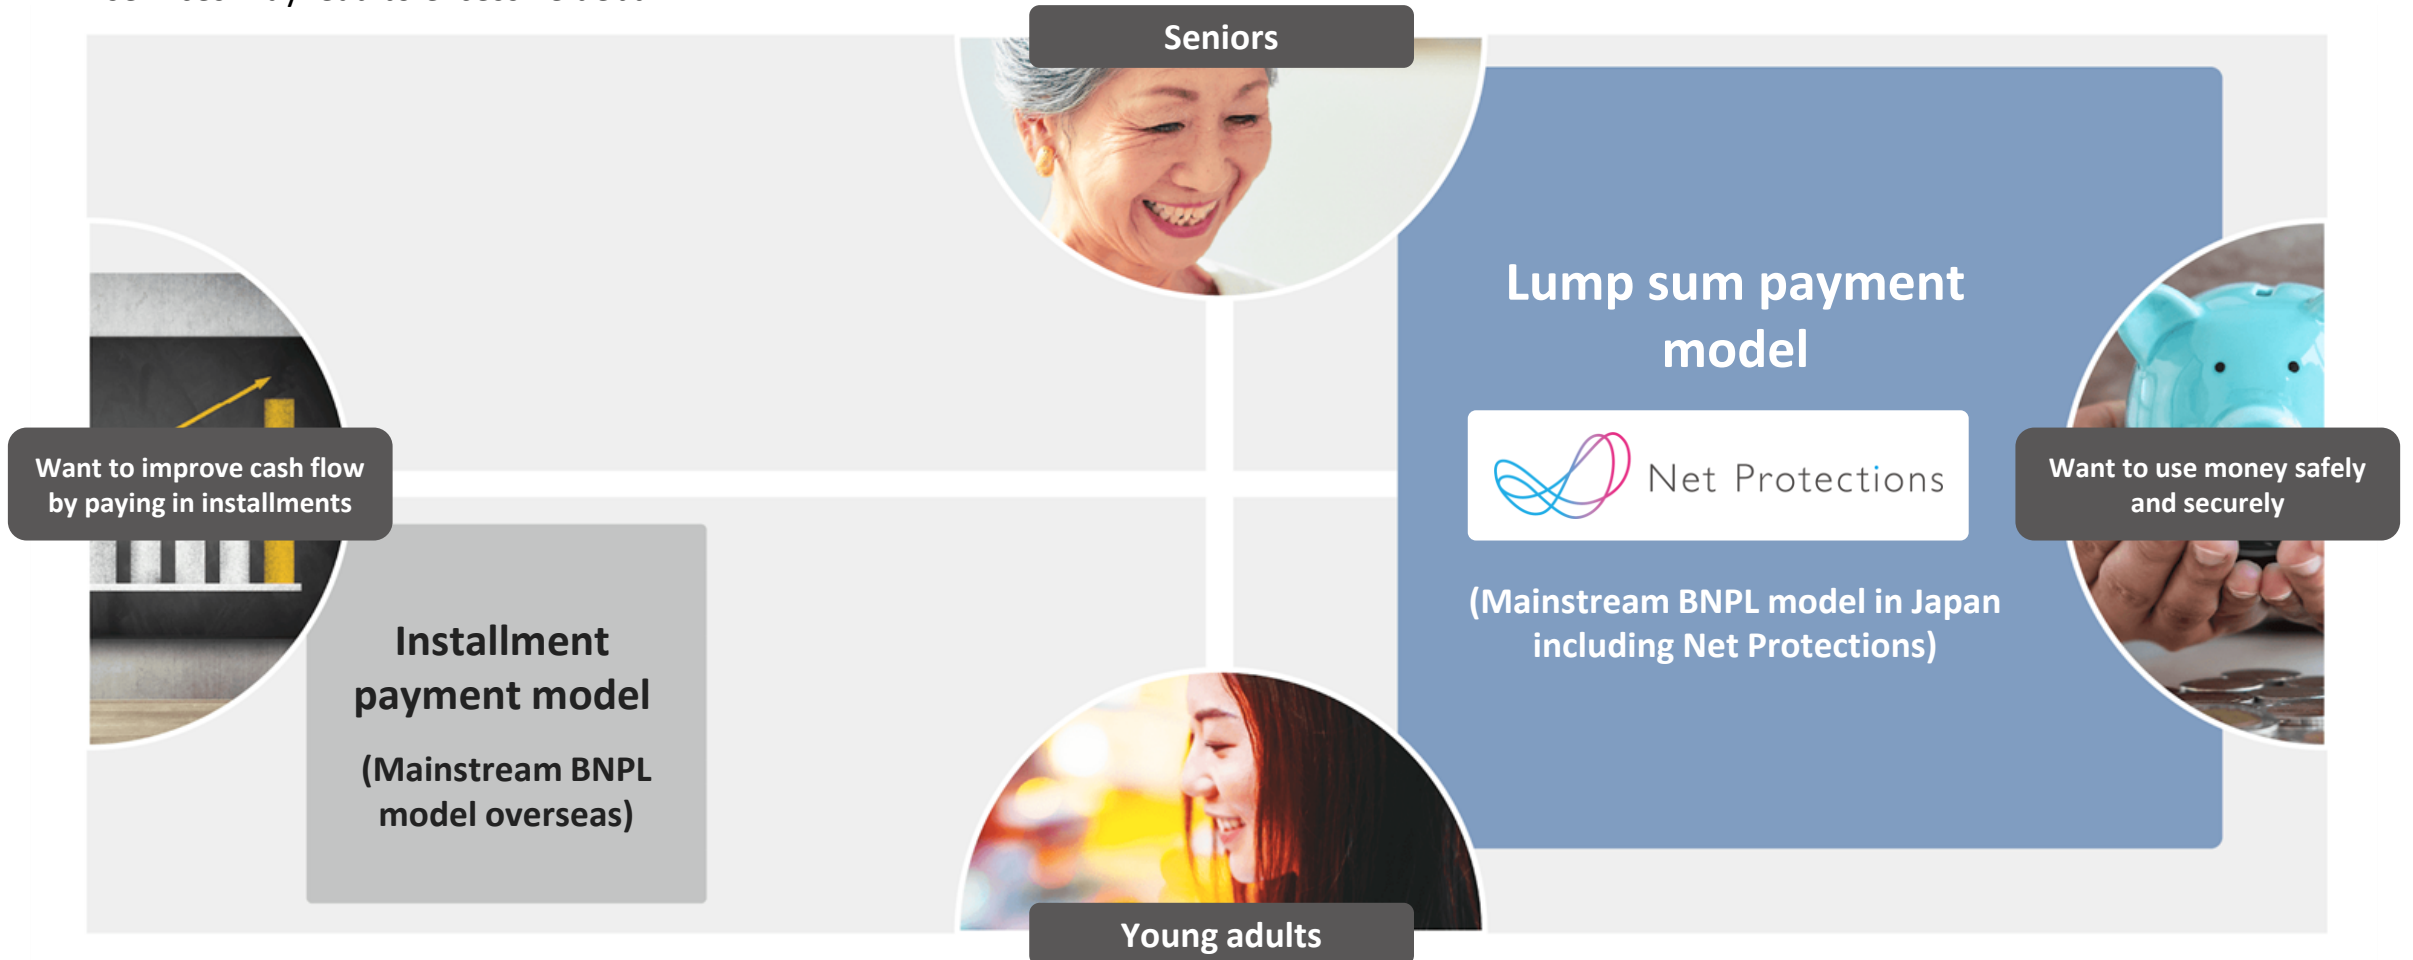 Seniors
Lump sum payment
model
Net Protections
Want to improve cash flow
by paying in installments
Want to use money safely
and securely
(Mainstream BNPL model in Japan
including Net Protections)
Installment
payment model
(Mainstream BNPL
model overseas)
Young adults